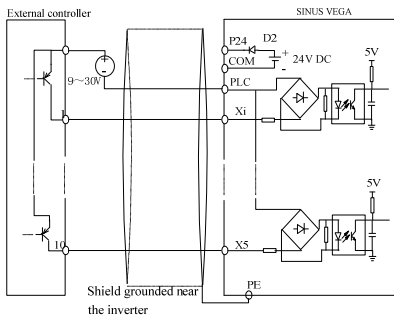 External controller
SINUS VEGA
P24
D2
+
5V
COM
24V DC
-
+
-
9～30V
PLC
1
Xi
5V
10
X5
PE
Shield grounded near
the inverter